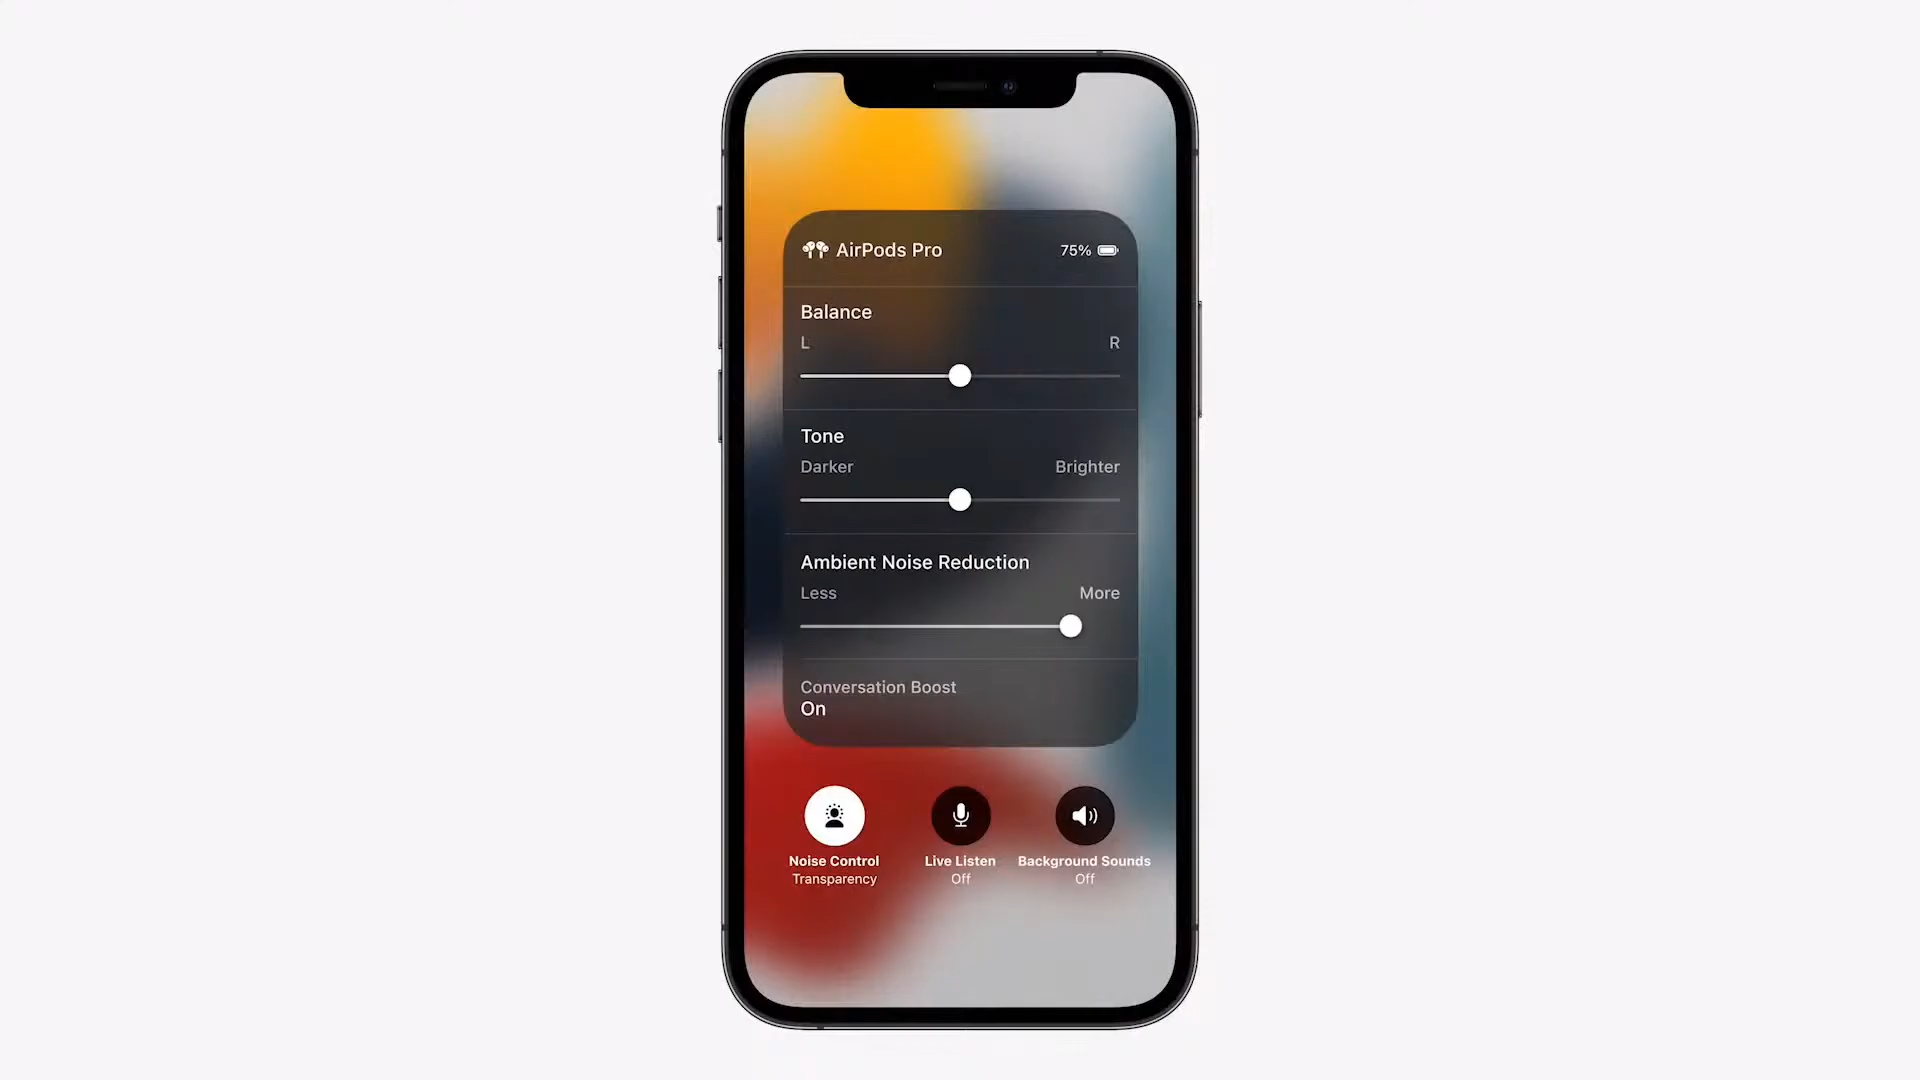 AirPods Pro 75%
Balance
L R
Tone
Darker Brighter
Ambient Noise Reduction
Less More
Conversation Boost
On
Noise Control Live Listen Background Sounds
Transparency Off Off